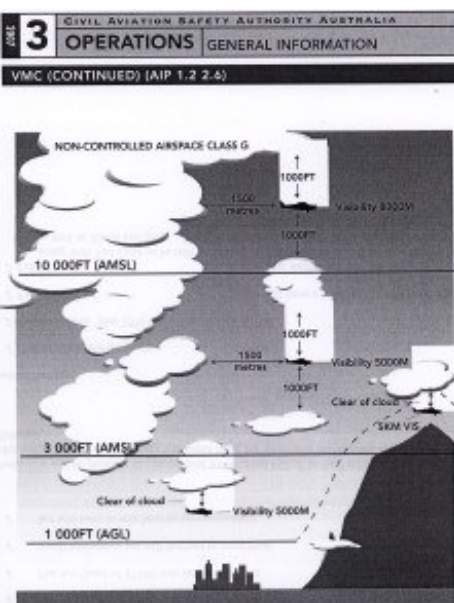 CIVIL AVIATION SAFETY AUTHORITY AUSTRALIA
3 OPERATIONS GENERAL INFORMATION
VMC (CONTINUED) (AIP 1.2 2.6)
NON-CONTROLLED AIRSPACE CLASS G
1000FT
1500
metres
Visibility 8000M
1000FT
10 000FT (AMSL)
1000FT
1500
metres
Visibility 5000M
1000FT
Clear of cloud
5KM VIS
3 000FT (AMSL)
Clear of cloud
Visibility 5000M
1 000FT (AGL)